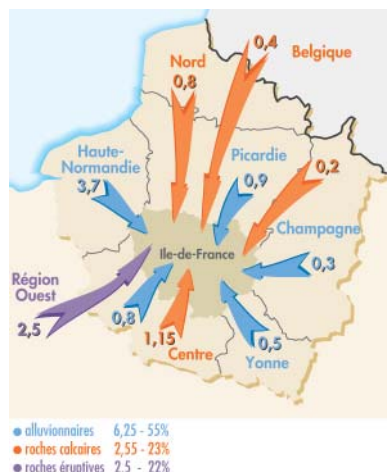 0,4
Belgique
Nord
0,8
Haute-
Normandie
3,7
Picardie
0,9
0,2
Champagne
Ile-de-France
0,3
Région
Ouest
2,5
0,8
1,15
Centre
0,5
Yonne
alluvionnaires 6,25 - 55%
roches calcaires 2,55 - 23%
roches éruptives 2,5 - 22%